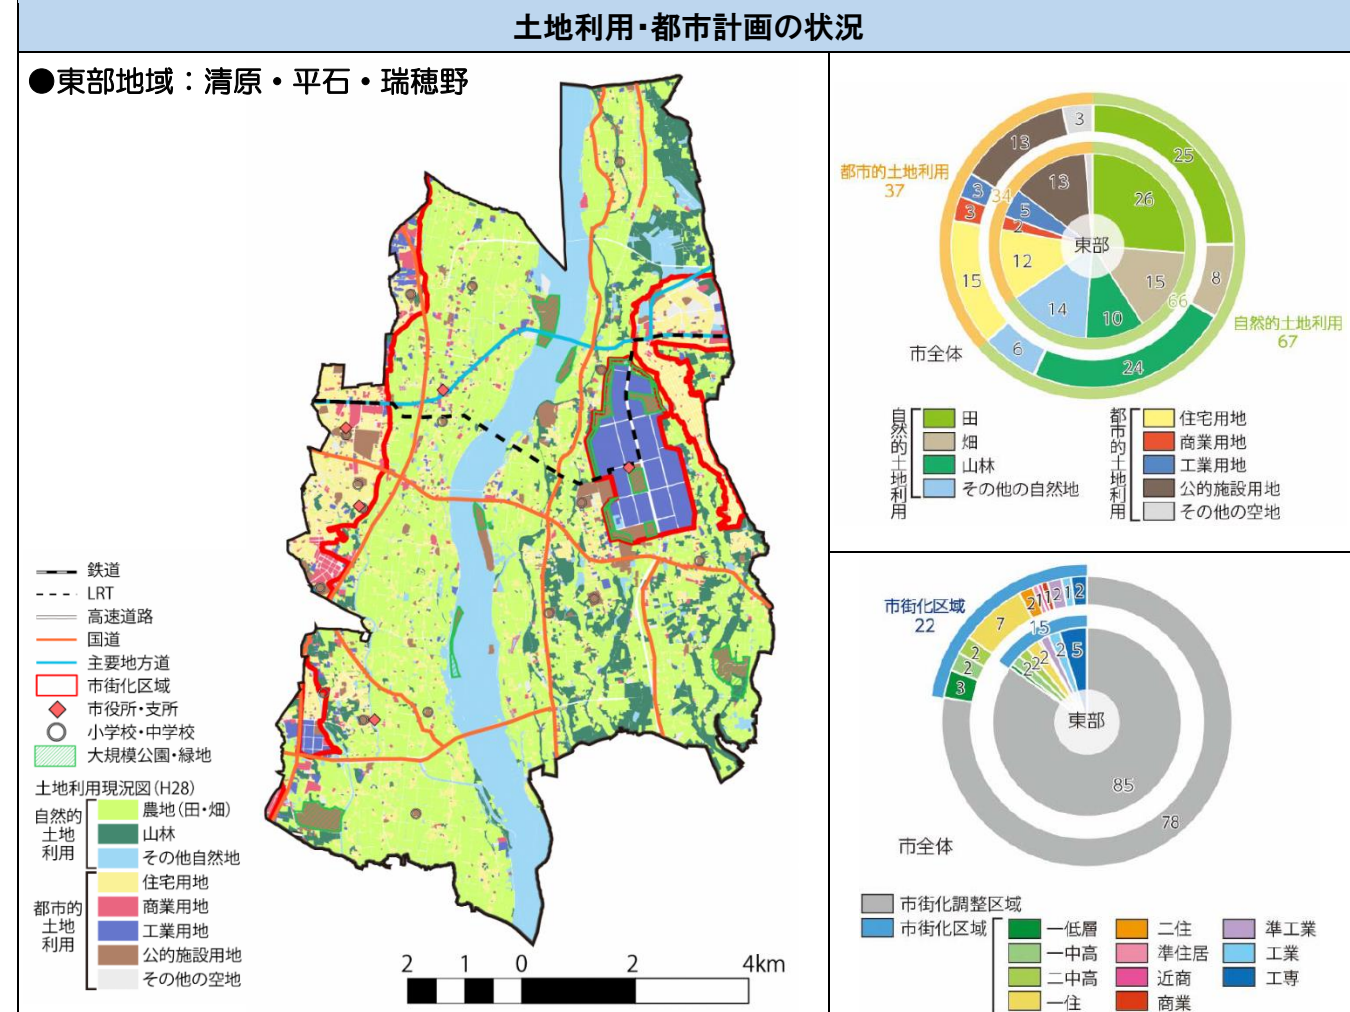 土地利用・都市計画の状況
●東部地域：清原・平石・瑞穂野
鉄道
LRT
高速道路
国道
主要地方道
市街化区域
市役所・支所
小学校・中学校
大規模公園・緑地
土地利用現況図（H28）
自然的土地利用
農地（田・畑）
山林
その他自然地
都市的土地利用
住宅用地
商業用地
工業用地
公的施設用地
その他の空地
2 1 0 2 4km
都市的土地利用
37
自然的土地利用
67
市全体
東部
3
25
8
24
6
15
3
3
13
34
66
26
15
10
14
12
2
5
13
自然的土地利用
田
畑
山林
その他の自然地
都市的土地利用
住宅用地
商業用地
工業用地
公的施設用地
その他の空地
市街化区域
22
市全体
東部
3
2
2
7
2
1
1
1
2
1
2
78
15
2
2
2
2
2
5
85
市街化調整区域
市街化区域
一低層
一中高
二中高
一住
二住
準住居
近商
商業
準工業
工業
工専